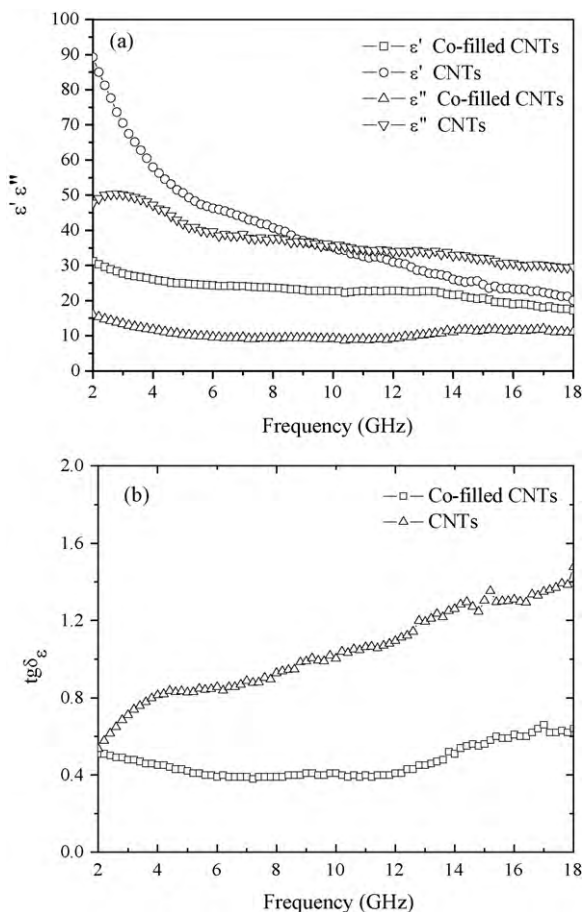 (a)
ε' Co-filled CNTs
ε' CNTs
ε" Co-filled CNTs
ε" CNTs
ε' ε"
100
90
80
70
60
50
40
30
20
10
0
2 4 6 8 10 12 14 16 18
Frequency (GHz)
(b)
Co-filled CNTs
CNTs
tgδε
2.0
1.6
1.2
0.8
0.4
0.0
2 4 6 8 10 12 14 16 18
Frequency (GHz)